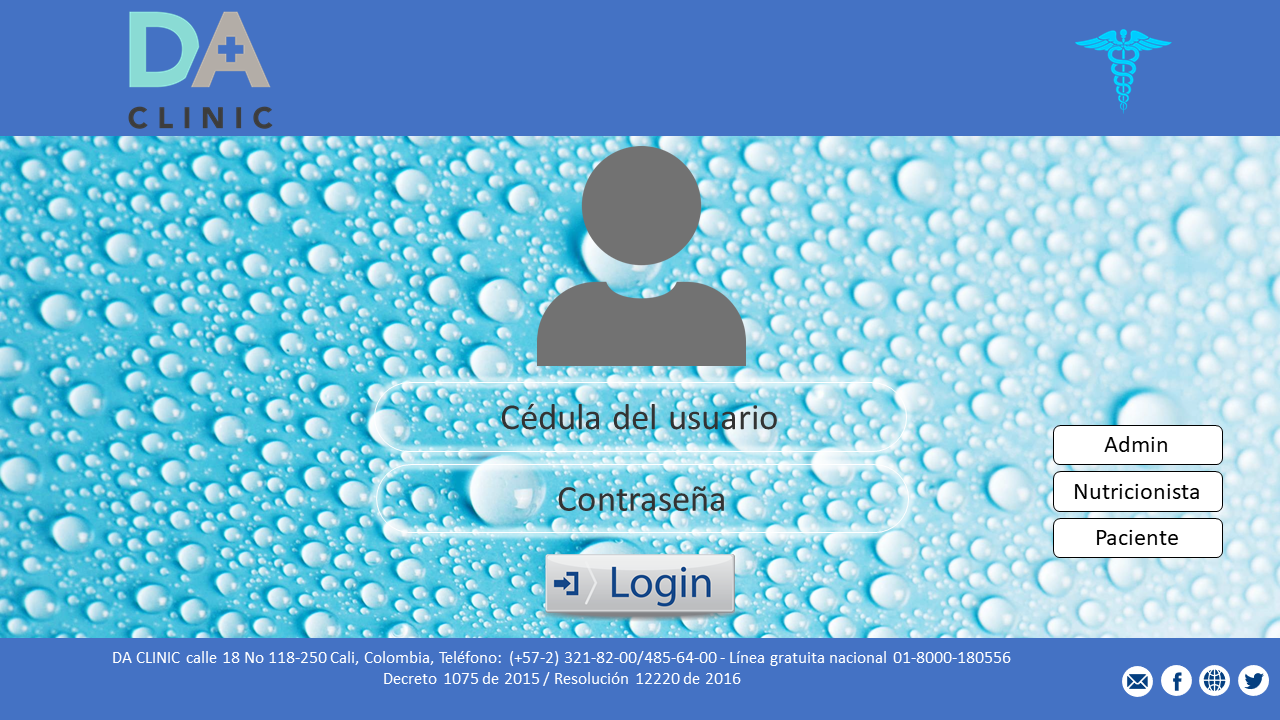 DA
CLINIC
Cédula del usuario
Contraseña
Login
Admin
Nutricionista
Paciente
DA CLINIC calle 18 No 118-250 Cali, Colombia, Teléfono: (+57-2) 321-82-00/485-64-00 - Línea gratuita nacional 01-8000-180556
Decreto 1075 de 2015 / Resolución 12220 de 2016